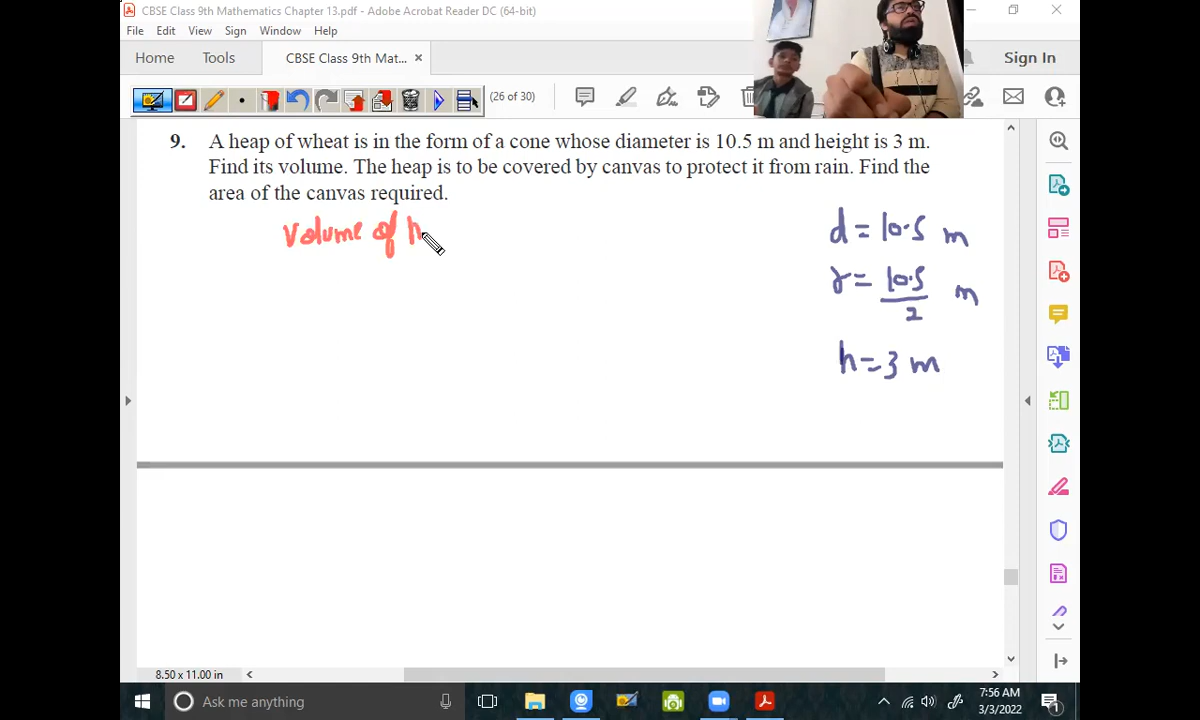 CBSE Class 9th Mathematics Chapter 13.pdf - Adobe Acrobat Reader DC (64-bit)
File Edit View Sign Window Help
Home Tools CBSE Class 9th Mat... × Sign In
(26 of 30)
9. A heap of wheat is in the form of a cone whose diameter is 10.5 m and height is 3 m.
Find its volume. The heap is to be covered by canvas to protect it from rain. Find the
area of the canvas required.
Volume of h
d = 10.5 m
r = 10.5/2 m
h = 3 m
8.50 x 11.00 in
Ask me anything
7:56 AM
3/3/2022
1